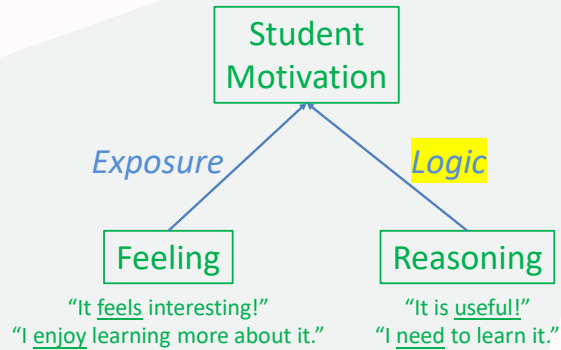 Student
Motivation
Exposure
Logic
Feeling
Reasoning
“It feels interesting!”
“I enjoy learning more about it.”
“It is useful!”
“I need to learn it.”